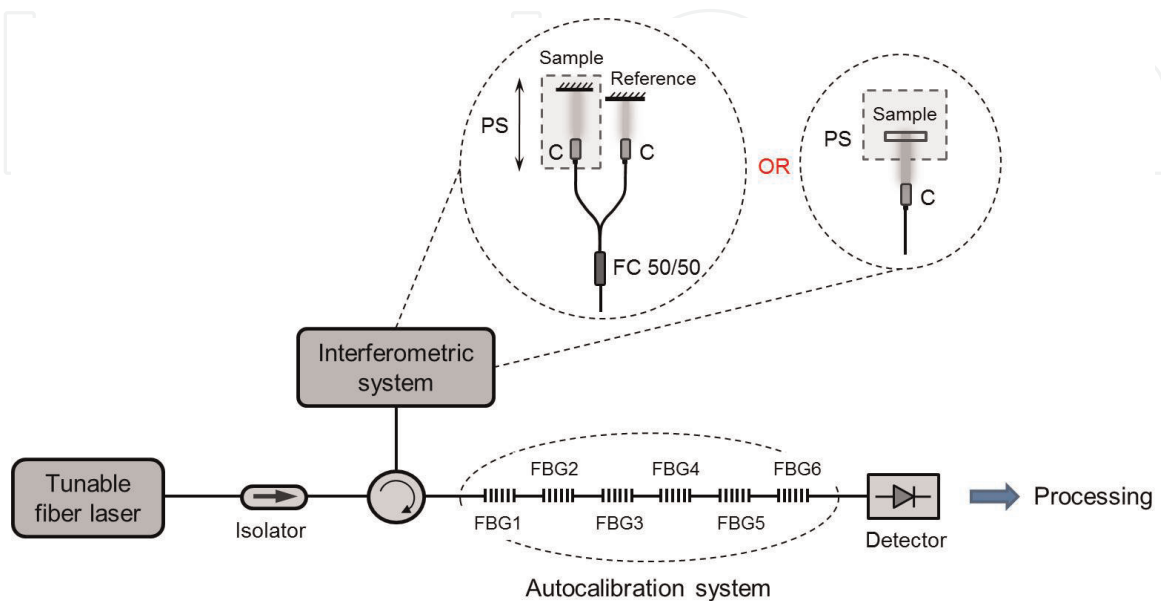 Sample
Reference
PS
C
C
FC 50/50
OR
Sample
PS
C
Interferometric
system
Tunable
fiber laser
Isolator
FBG1
FBG2
FBG3
FBG4
FBG5
FBG6
Detector
Processing
Autocalibration system